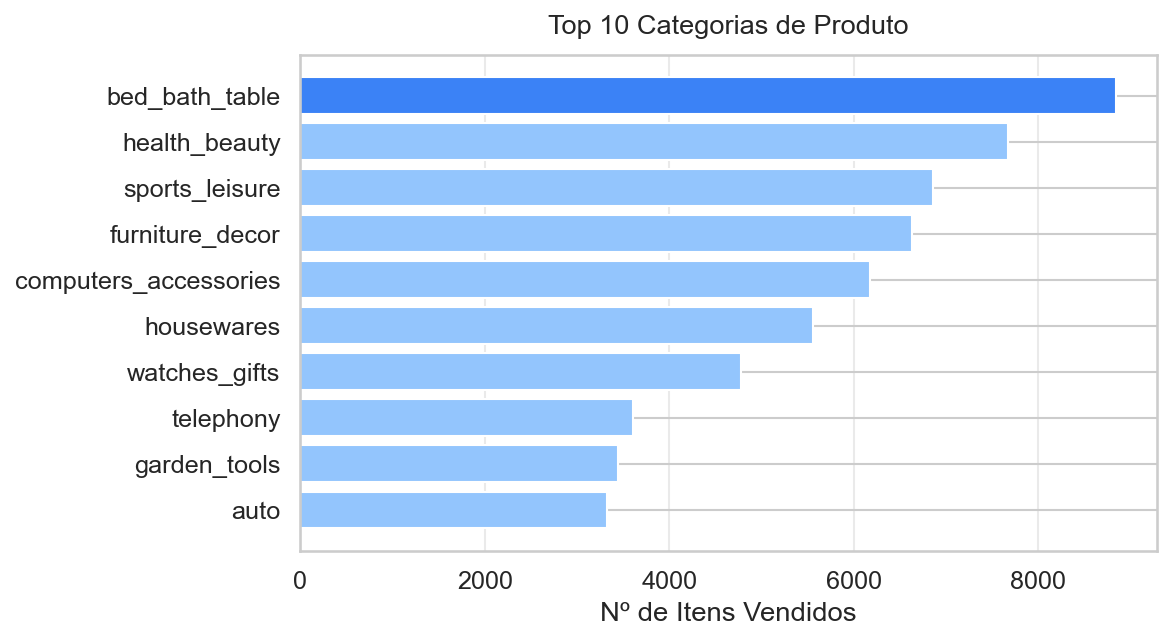 Top 10 Categorias de Produto
bed_bath_table
health_beauty
sports_leisure
furniture_decor
computers_accessories
housewares
watches_gifts
telephony
garden_tools
auto
0 2000 4000 6000 8000
Nº de Itens Vendidos